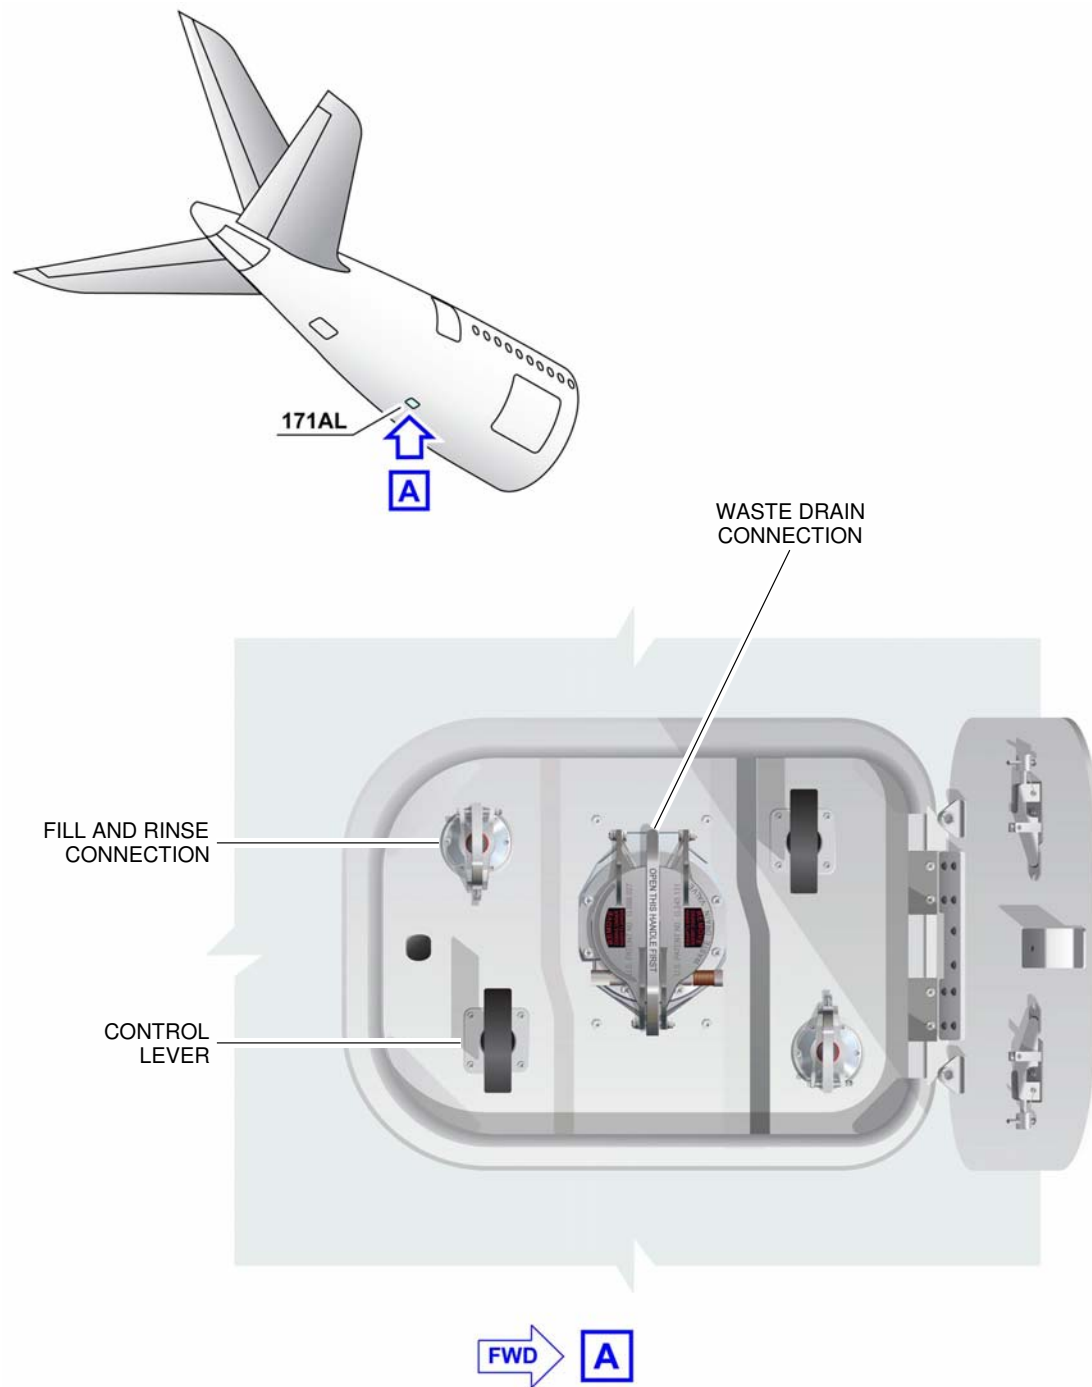 171AL
A
WASTE DRAIN
CONNECTION
FILL AND RINSE
CONNECTION
OPEN THIS HANDLE FIRST
CONTROL
LEVER
FWD
A